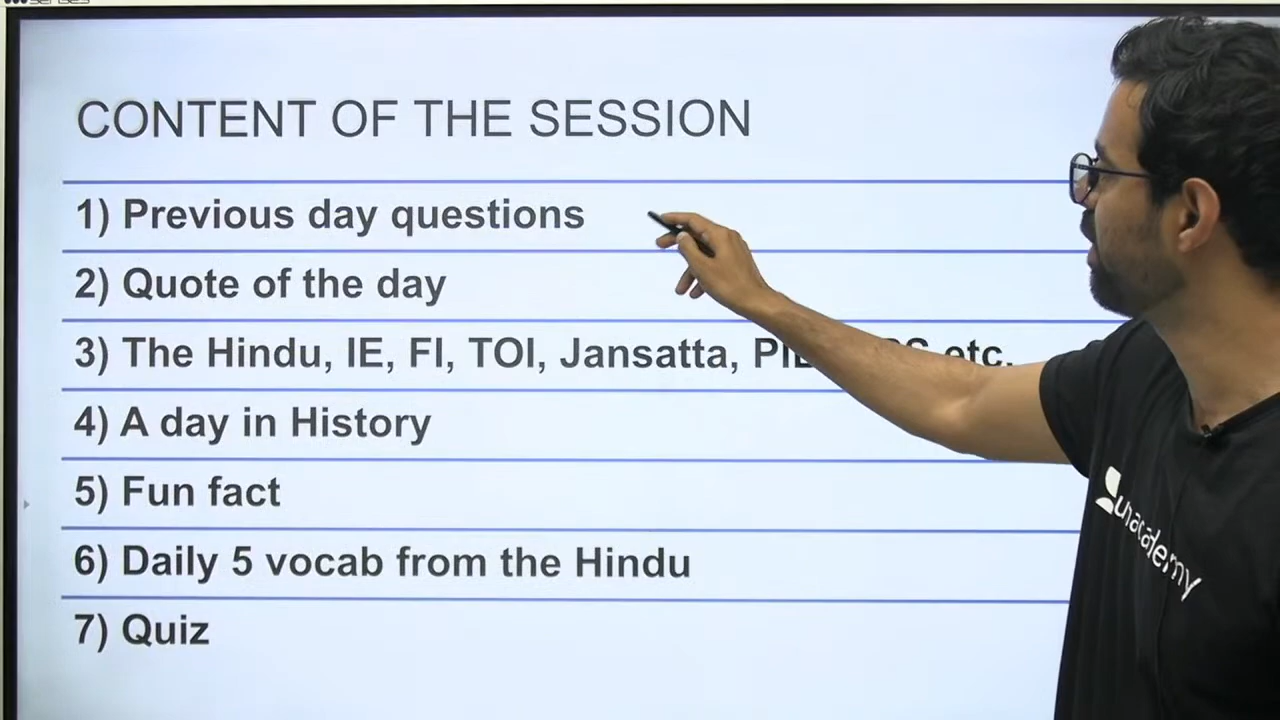 CONTENT OF THE SESSION
1) Previous day questions
2) Quote of the day
3) The Hindu, IE, FI, TOI, Jansatta, etc.
4) A day in History
5) Fun fact
6) Daily 5 vocab from the Hindu
7) Quiz
unacademy